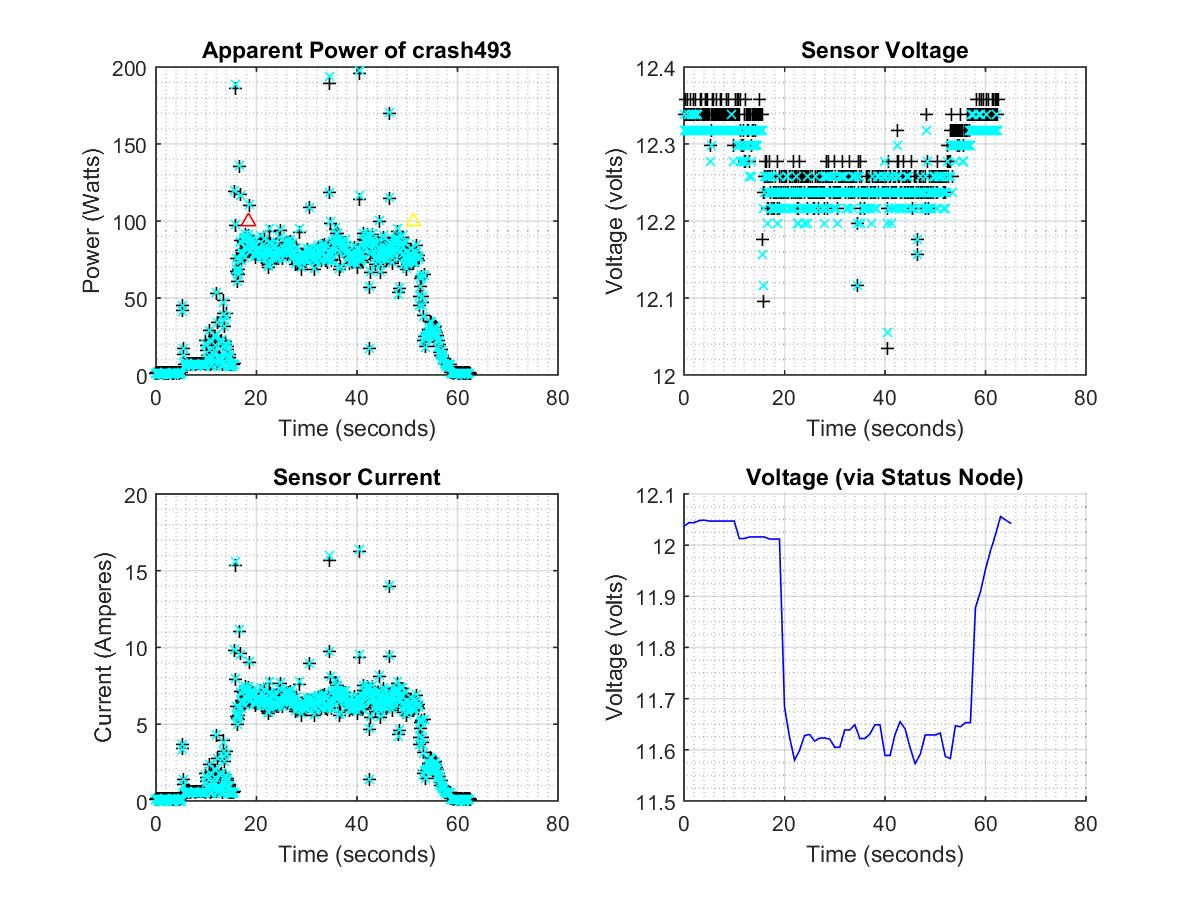 Apparent Power of crash493
200
150
100
50
0
0 20 40 60 80
Power (Watts)
Time (seconds)
Sensor Voltage
12.4
12.3
12.2
12.1
12
0 20 40 60 80
Voltage (volts)
Time (seconds)
Sensor Current
20
15
10
5
0
0 20 40 60 80
Current (Amperes)
Time (seconds)
Voltage (via Status Node)
12.1
12
11.9
11.8
11.7
11.6
11.5
0 20 40 60 80
Voltage (volts)
Time (seconds)